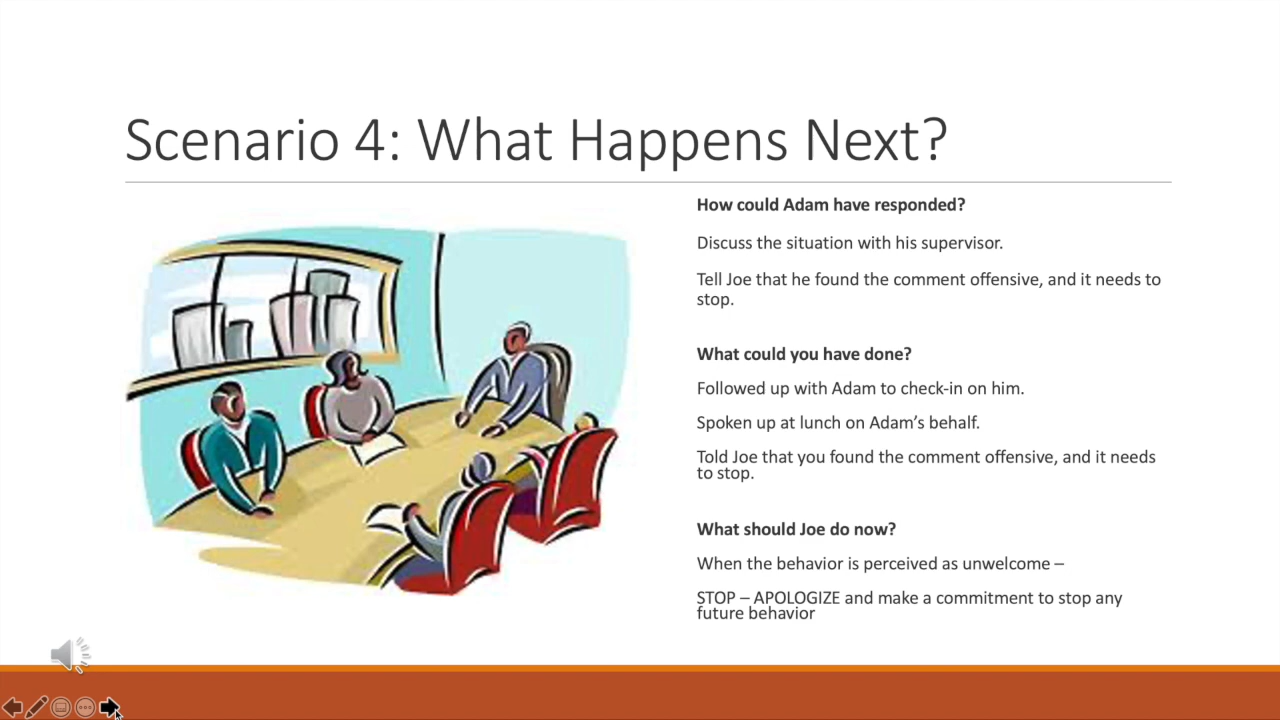 Scenario 4: What Happens Next?
How could Adam have responded?
Discuss the situation with his supervisor.
Tell Joe that he found the comment offensive, and it needs to
stop.
What could you have done?
Followed up with Adam to check-in on him.
Spoken up at lunch on Adam’s behalf.
Told Joe that you found the comment offensive, and it needs
to stop.
What should Joe do now?
When the behavior is perceived as unwelcome –
STOP – APOLOGIZE and make a commitment to stop any
future behavior